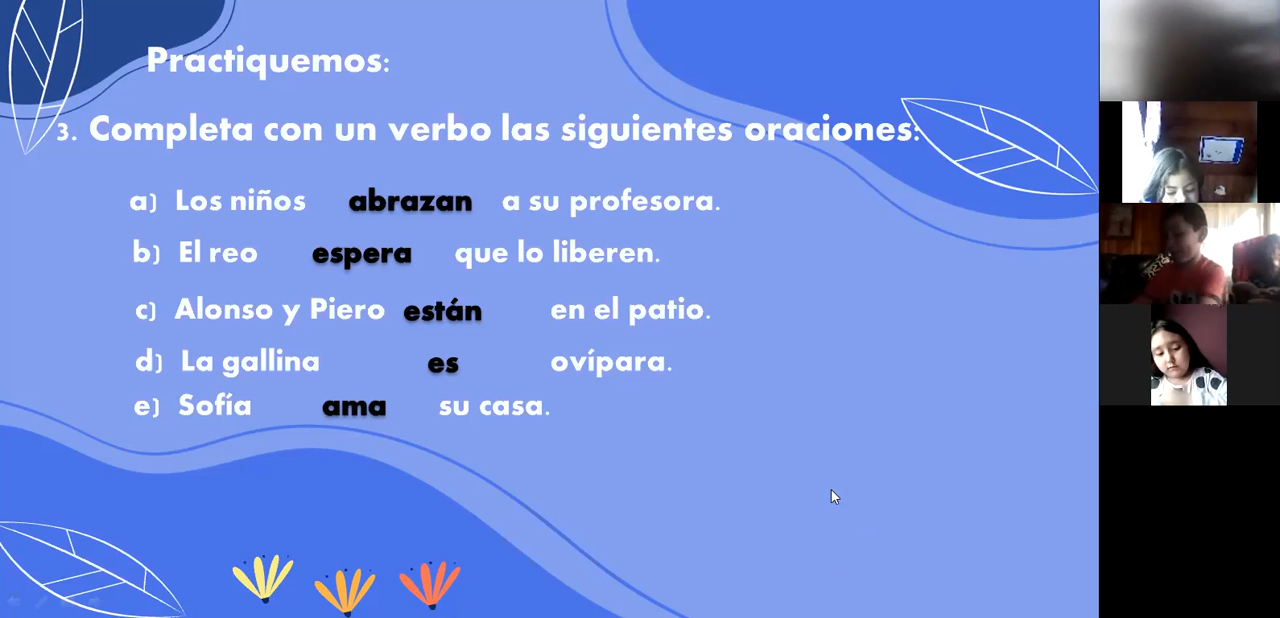 Practiquemos:
3. Completa con un verbo las siguientes oraciones:
a) Los niños abrazan a su profesora.
b) El reo espera que lo liberen.
c) Alonso y Piero están en el patio.
d) La gallina es ovípara.
e) Sofía ama su casa.